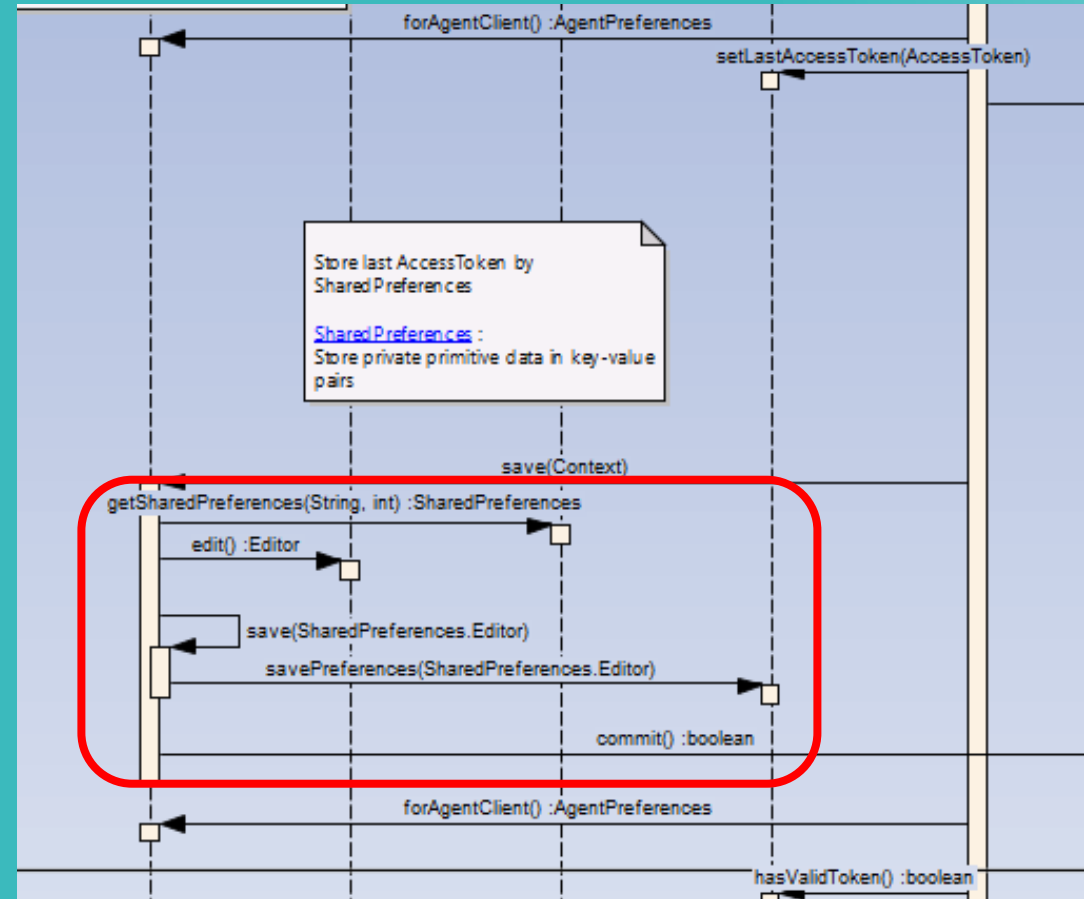 forAgentClient() :AgentPreferences
setLastAccessToken(AccessToken)
Store last AccessToken by
SharedPreferences
SharedPreferences :
Store private primitive data in key-value
pairs
save(Context)
getSharedPreferences(String, int) :SharedPreferences
edit() :Editor
save(SharedPreferences.Editor)
savePreferences(SharedPreferences.Editor)
commit() :boolean
forAgentClient() :AgentPreferences
hasValidToken() :boolean